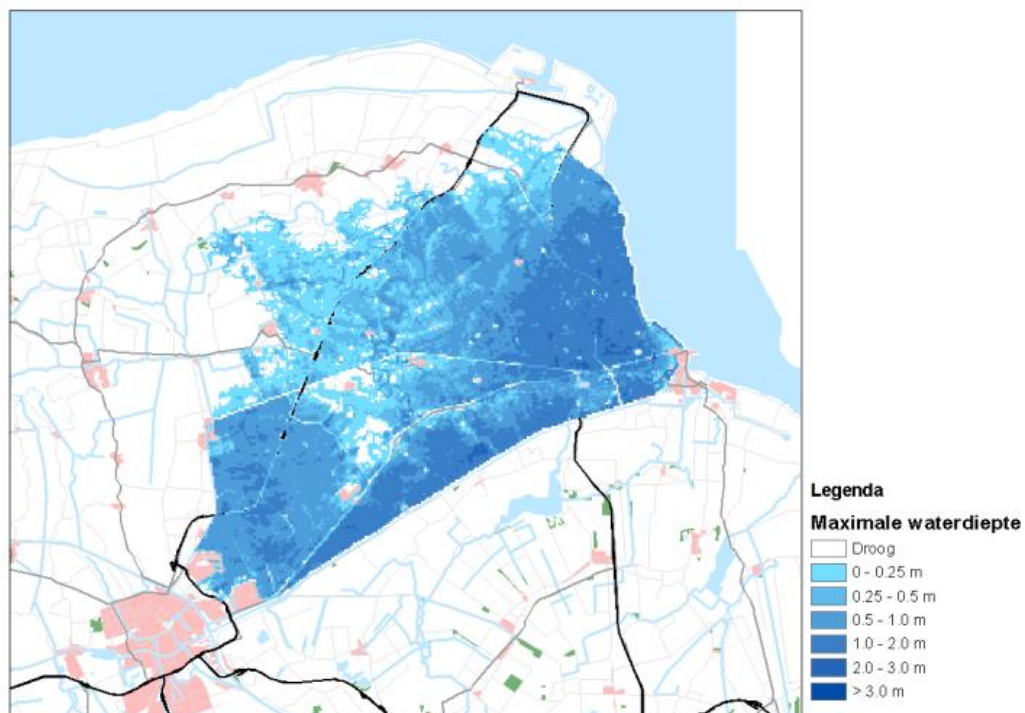 Legenda
Maximale waterdiepte
Droog
0 - 0.25 m
0.25 - 0.5 m
0.5 - 1.0 m
1.0 - 2.0 m
2.0 - 3.0 m
> 3.0 m